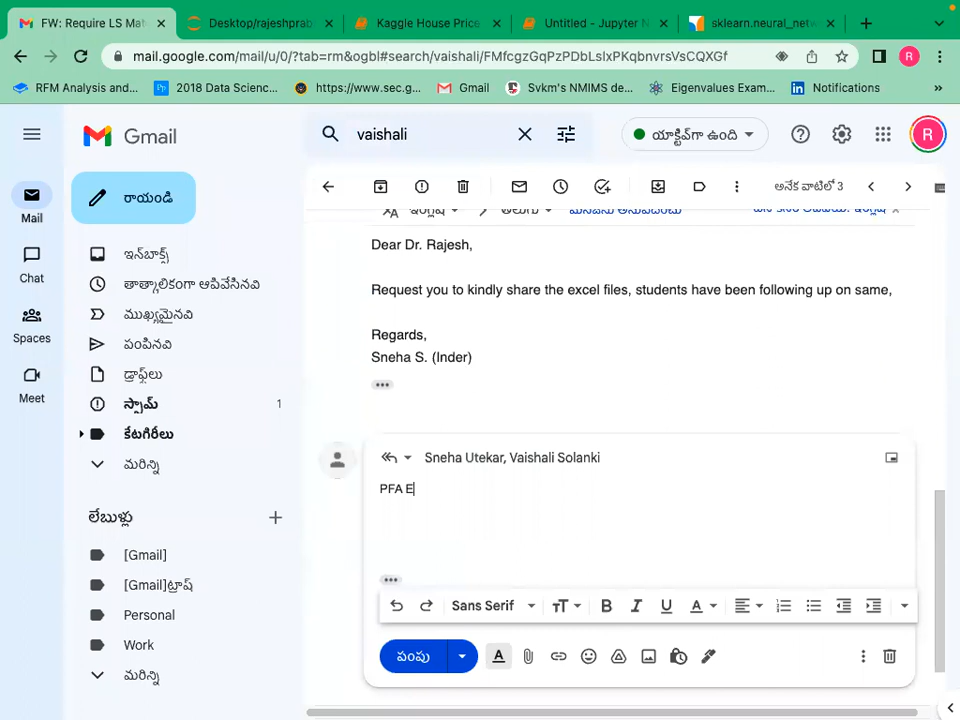 FW: Require LS Mat
Desktop/rajeshprab
Kaggle House Price
Untitled - Jupyter N
sklearn.neural_netw
mail.google.com/mail/u/0/?tab=rm&ogbl#search/vaishali/FMfcgzGqPzPDbLslxPKqbnvrsVsCQXGf
R
RFM Analysis and...
2018 Data Scienc...
https://www.sec.g...
Gmail
Svkm's NMIMS de...
Eigenvalues Exam...
Notifications
»
Gmail
vaishali
యాక్టివ్‌గా ఉంది
R
Mail
Chat
Spaces
Meet
రాయండి
ఇన్‌బాక్స్
తాత్కాలికంగా ఆపివేసినవి
ముఖ్యమైనవి
పంపినవి
డ్రాఫ్ట్‌లు
స్పామ్ 1
కేటగిరీలు
మరిన్ని
లేబుళ్లు
[Gmail]
[Gmail]ట్రాష్
Personal
Work
మరిన్ని
అనేక వాటిలో 3
Dear Dr. Rajesh,
Request you to kindly share the excel files, students have been following up on same,
Regards,
Sneha S. (Inder)
Sneha Utekar, Vaishali Solanki
PFA E
Sans Serif
పంపు